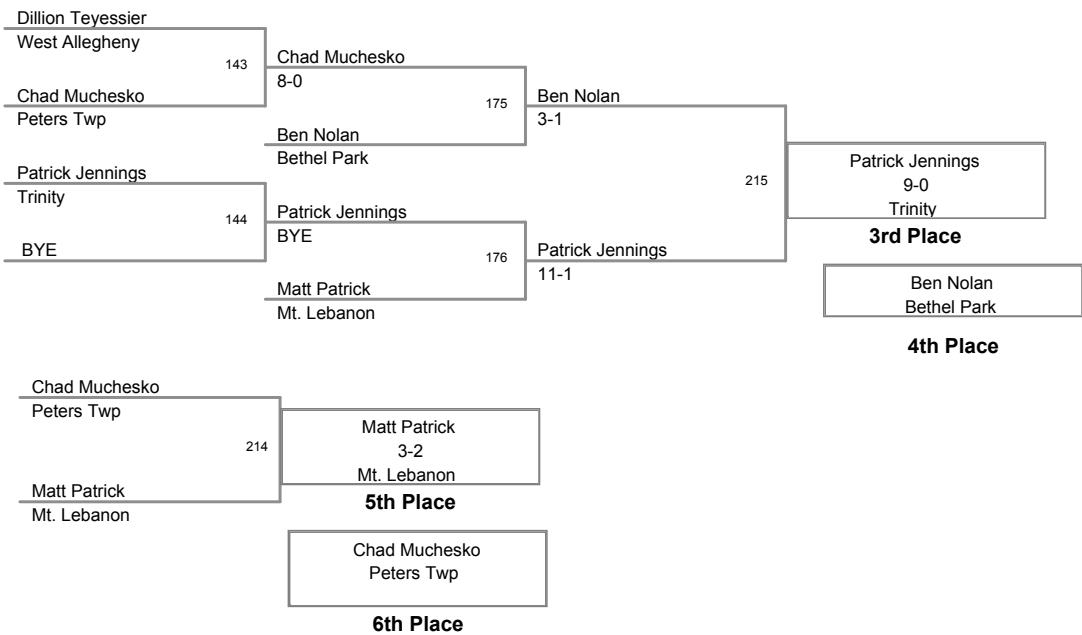 Dillion Teyessier
West Allegheny
143
Chad Muchesko
8-0
Chad Muchesko
Peters Twp
175
Ben Nolan
3-1
Ben Nolan
Bethel Park
Patrick Jennings
Trinity
215
Patrick Jennings
9-0
Trinity
3rd Place
144
Patrick Jennings
BYE
BYE
176
Patrick Jennings
11-1
Matt Patrick
Mt. Lebanon
Ben Nolan
Bethel Park
4th Place
Chad Muchesko
Peters Twp
214
Matt Patrick
3-2
Mt. Lebanon
5th Place
Matt Patrick
Mt. Lebanon
Chad Muchesko
Peters Twp
6th Place